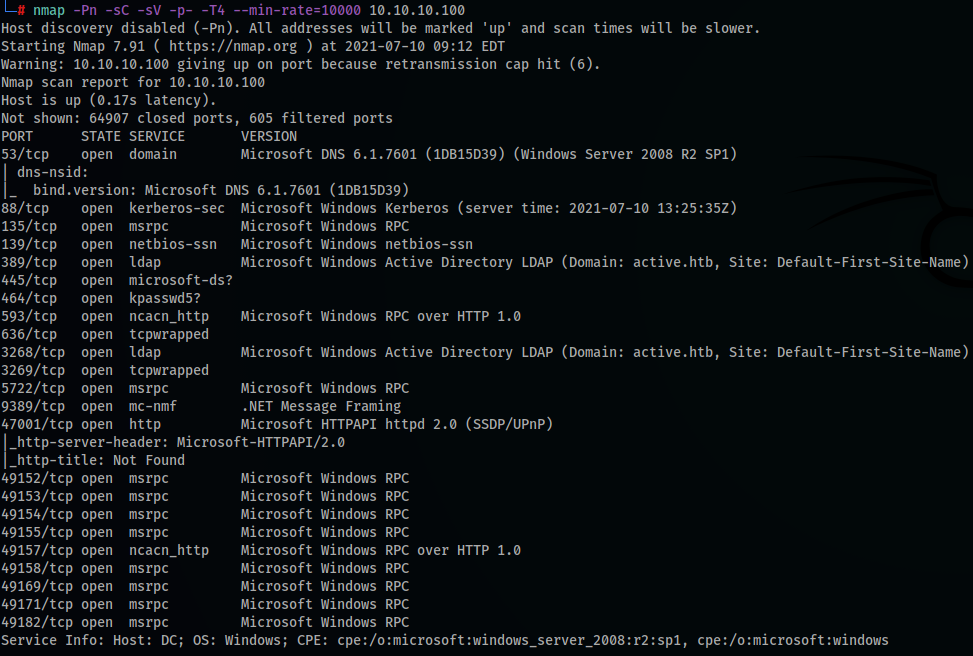 └─# nmap -Pn -sC -sV -p- -T4 --min-rate=10000 10.10.10.100
Host discovery disabled (-Pn). All addresses will be marked 'up' and scan times will be slower.
Starting Nmap 7.91 ( https://nmap.org ) at 2021-07-10 09:12 EDT
Warning: 10.10.10.100 giving up on port because retransmission cap hit (6).
Nmap scan report for 10.10.10.100
Host is up (0.17s latency).
Not shown: 64907 closed ports, 605 filtered ports
PORT      STATE SERVICE       VERSION
53/tcp    open  domain        Microsoft DNS 6.1.7601 (1DB15D39) (Windows Server 2008 R2 SP1)
| dns-nsid:
|_  bind.version: Microsoft DNS 6.1.7601 (1DB15D39)
88/tcp    open  kerberos-sec  Microsoft Windows Kerberos (server time: 2021-07-10 13:25:35Z)
135/tcp   open  msrpc         Microsoft Windows RPC
139/tcp   open  netbios-ssn   Microsoft Windows netbios-ssn
389/tcp   open  ldap          Microsoft Windows Active Directory LDAP (Domain: active.htb, Site: Default-First-Site-Name)
445/tcp   open  microsoft-ds?
464/tcp   open  kpasswd5?
593/tcp   open  ncacn_http    Microsoft Windows RPC over HTTP 1.0
636/tcp   open  tcpwrapped
3268/tcp  open  ldap          Microsoft Windows Active Directory LDAP (Domain: active.htb, Site: Default-First-Site-Name)
3269/tcp  open  tcpwrapped
5722/tcp  open  msrpc         Microsoft Windows RPC
9389/tcp  open  mc-nmf        .NET Message Framing
47001/tcp open  http          Microsoft HTTPAPI httpd 2.0 (SSDP/UPnP)
|_http-server-header: Microsoft-HTTPAPI/2.0
|_http-title: Not Found
49152/tcp open  msrpc         Microsoft Windows RPC
49153/tcp open  msrpc         Microsoft Windows RPC
49154/tcp open  msrpc         Microsoft Windows RPC
49155/tcp open  msrpc         Microsoft Windows RPC
49157/tcp open  ncacn_http    Microsoft Windows RPC over HTTP 1.0
49158/tcp open  msrpc         Microsoft Windows RPC
49169/tcp open  msrpc         Microsoft Windows RPC
49171/tcp open  msrpc         Microsoft Windows RPC
49182/tcp open  msrpc         Microsoft Windows RPC
Service Info: Host: DC; OS: Windows; CPE: cpe:/o:microsoft:windows_server_2008:r2:sp1, cpe:/o:microsoft:windows